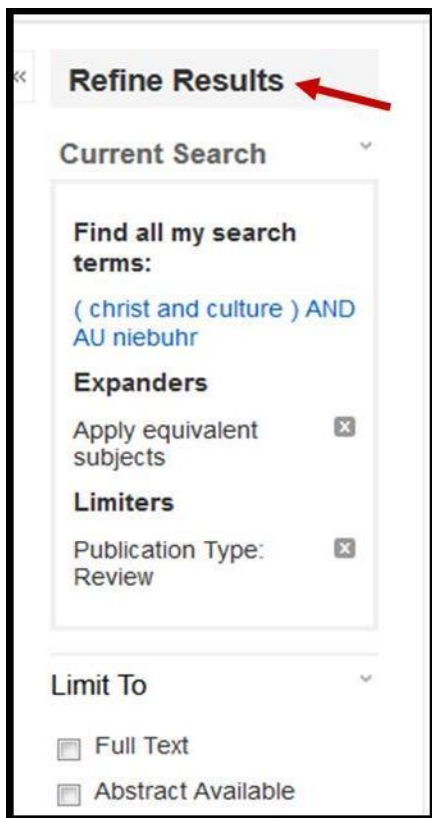 «
Refine Results
Current Search
Find all my search
terms:
( christ and culture ) AND
AU niebuhr
Expanders
Apply equivalent
subjects
Limiters
Publication Type:
Review
Limit To
Full Text
Abstract Available